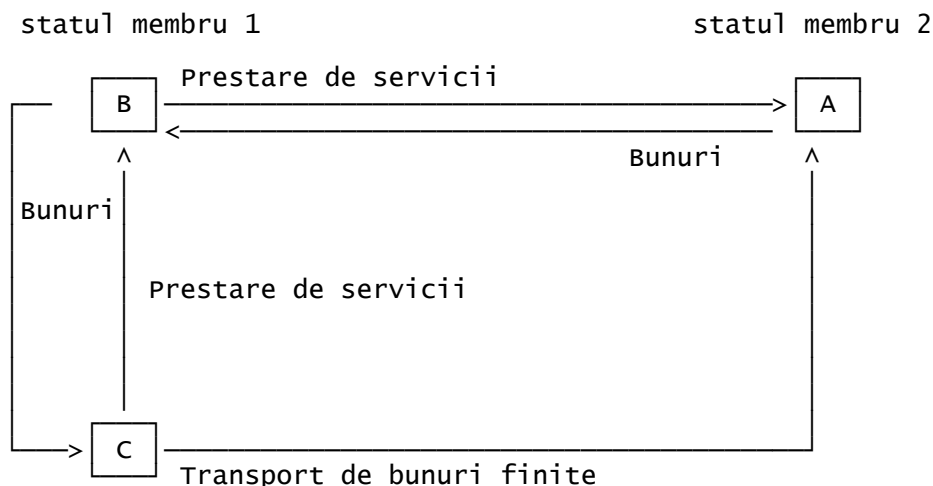 statul membru 1 statul membru 2
Prestare de servicii
B A
Bunuri
Bunuri
Prestare de servicii
C
Transport de bunuri finite